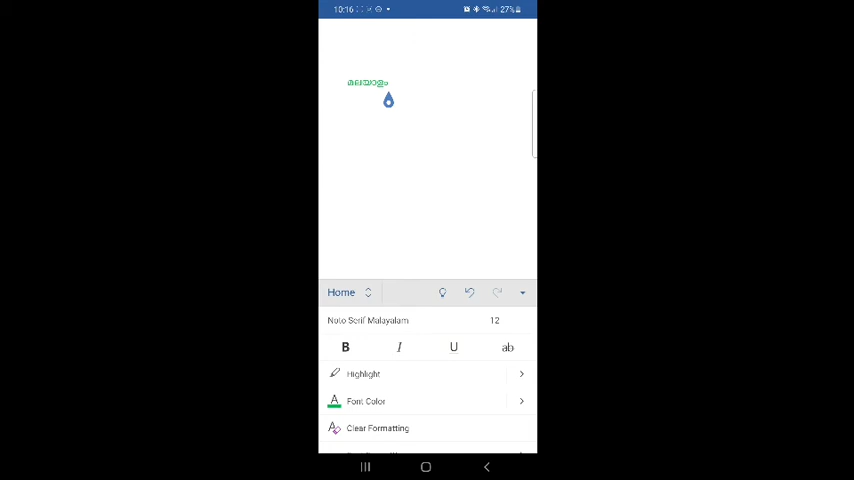 10:16
27%
മലയാളം
Home
Noto Serif Malayalam 12
B I U ab
Highlight
Font Color
Clear Formatting